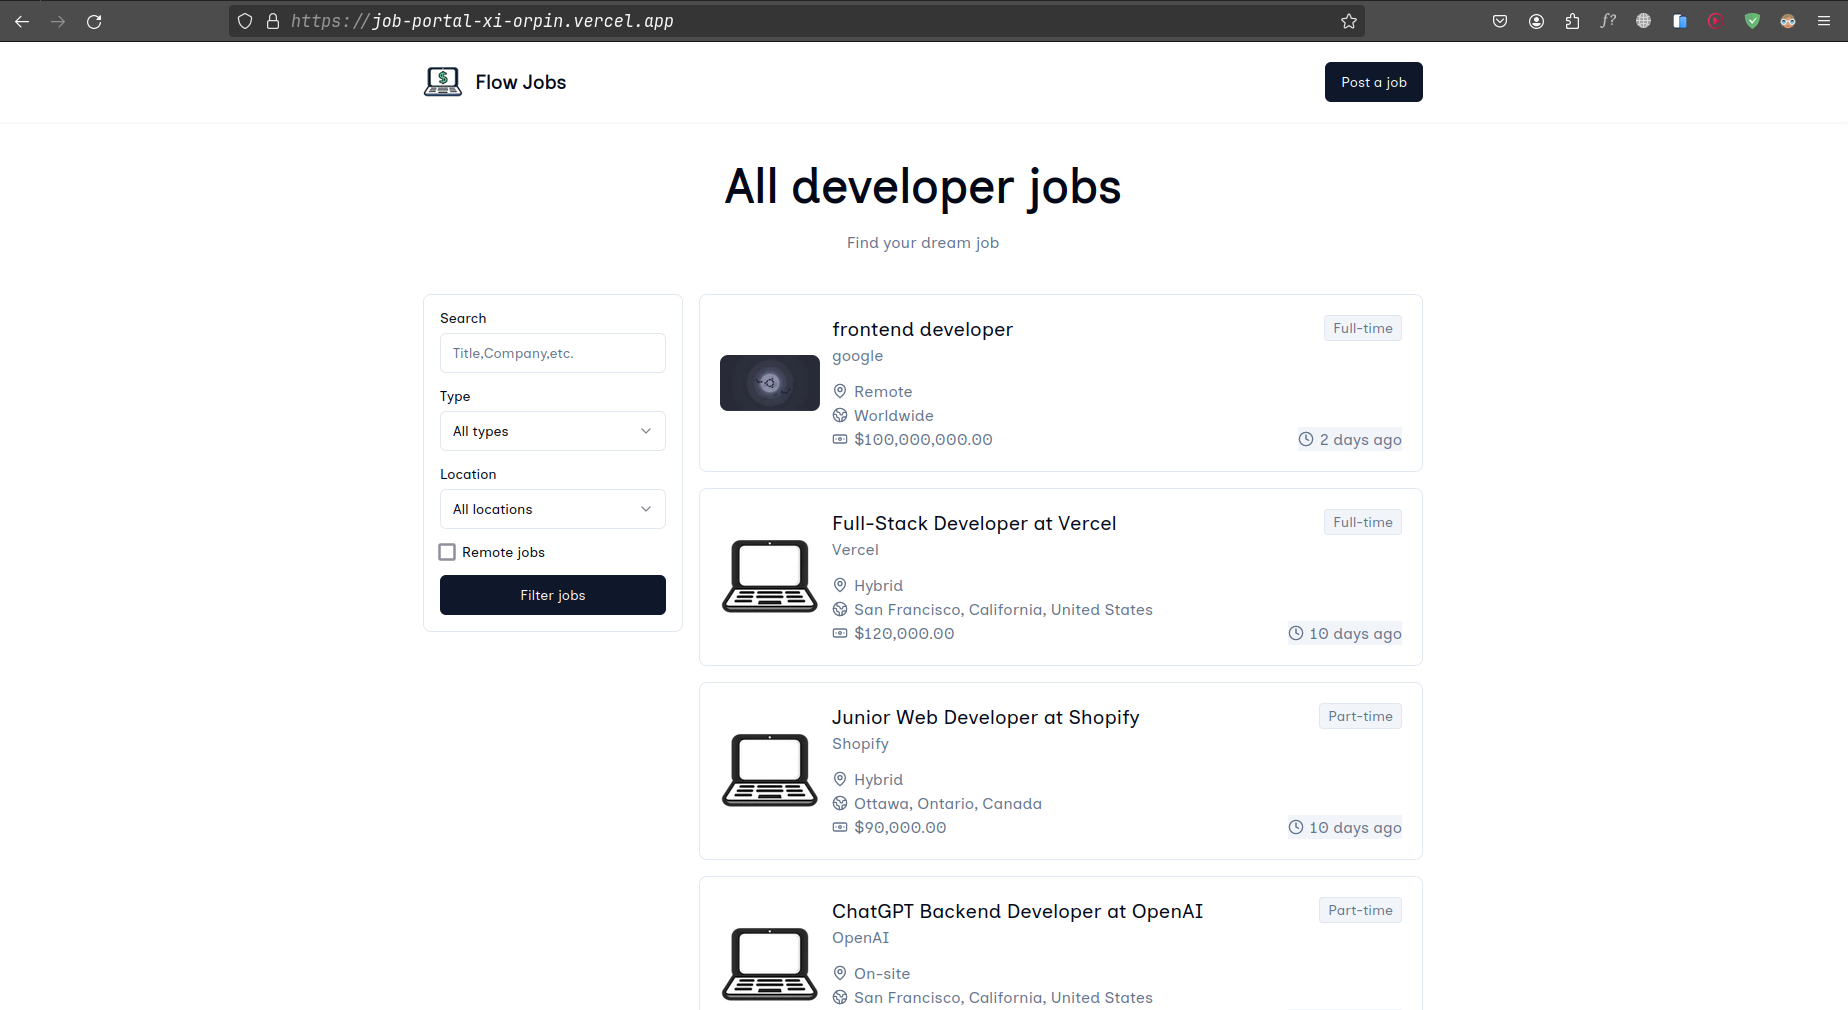 https://job-portal-xi-orpin.vercel.app
f?
$
Flow Jobs
Post a job
All developer jobs
Find your dream job
Search
Title,Company,etc.
Type
All types
Location
All locations
Remote jobs
Filter jobs
frontend developer
Full-time
google
Remote
Worldwide
$100,000,000.00
2 days ago
Full-Stack Developer at Vercel
Full-time
Vercel
Hybrid
San Francisco, California, United States
$120,000.00
10 days ago
Junior Web Developer at Shopify
Part-time
Shopify
Hybrid
Ottawa, Ontario, Canada
$90,000.00
10 days ago
ChatGPT Backend Developer at OpenAI
Part-time
OpenAI
On-site
San Francisco, California, United States